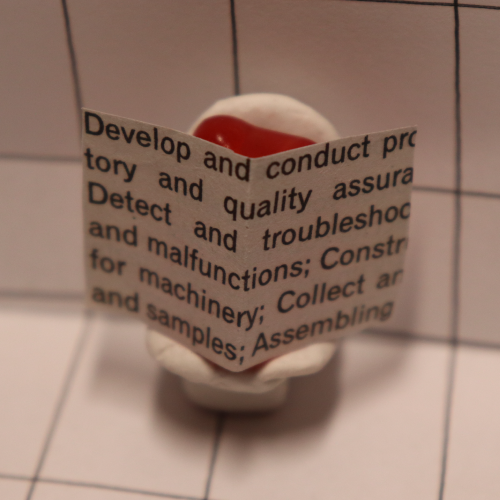 Develop and conduct pro
tory and quality assura
Detect and troubleshoo
and malfunctions; Constr
for machinery; Collect an
and samples; Assembling